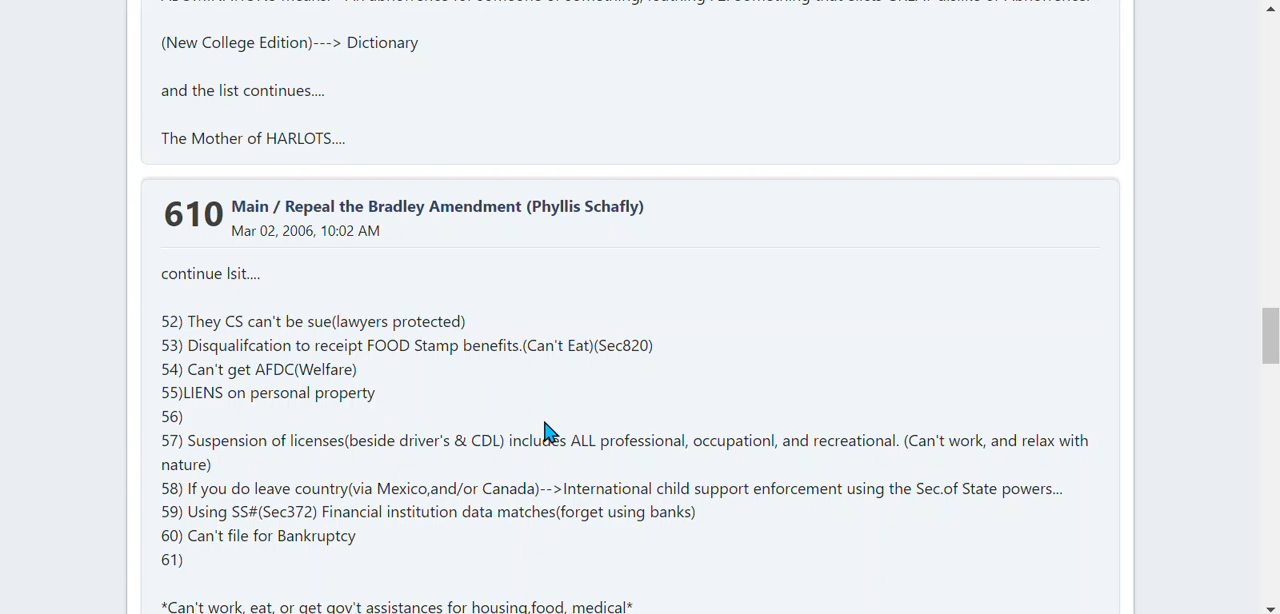 (New College Edition)---> Dictionary
and the list continues....
The Mother of HARLOTS....
610 Main / Repeal the Bradley Amendment (Phyllis Schafly)
Mar 02, 2006, 10:02 AM
continue lsit....
52) They CS can't be sue(lawyers protected)
53) Disqualifcation to receipt FOOD Stamp benefits.(Can't Eat)(Sec820)
54) Can't get AFDC(Welfare)
55)LIENS on personal property
56)
57) Suspension of licenses(beside driver's & CDL) includes ALL professional, occupationl, and recreational. (Can't work, and relax with
nature)
58) If you do leave country(via Mexico,and/or Canada)-->International child support enforcement using the Sec.of State powers...
59) Using SS#(Sec372) Financial institution data matches(forget using banks)
60) Can't file for Bankruptcy
61)
*Can't work, eat, or get gov't assistances for housing,food, medical*